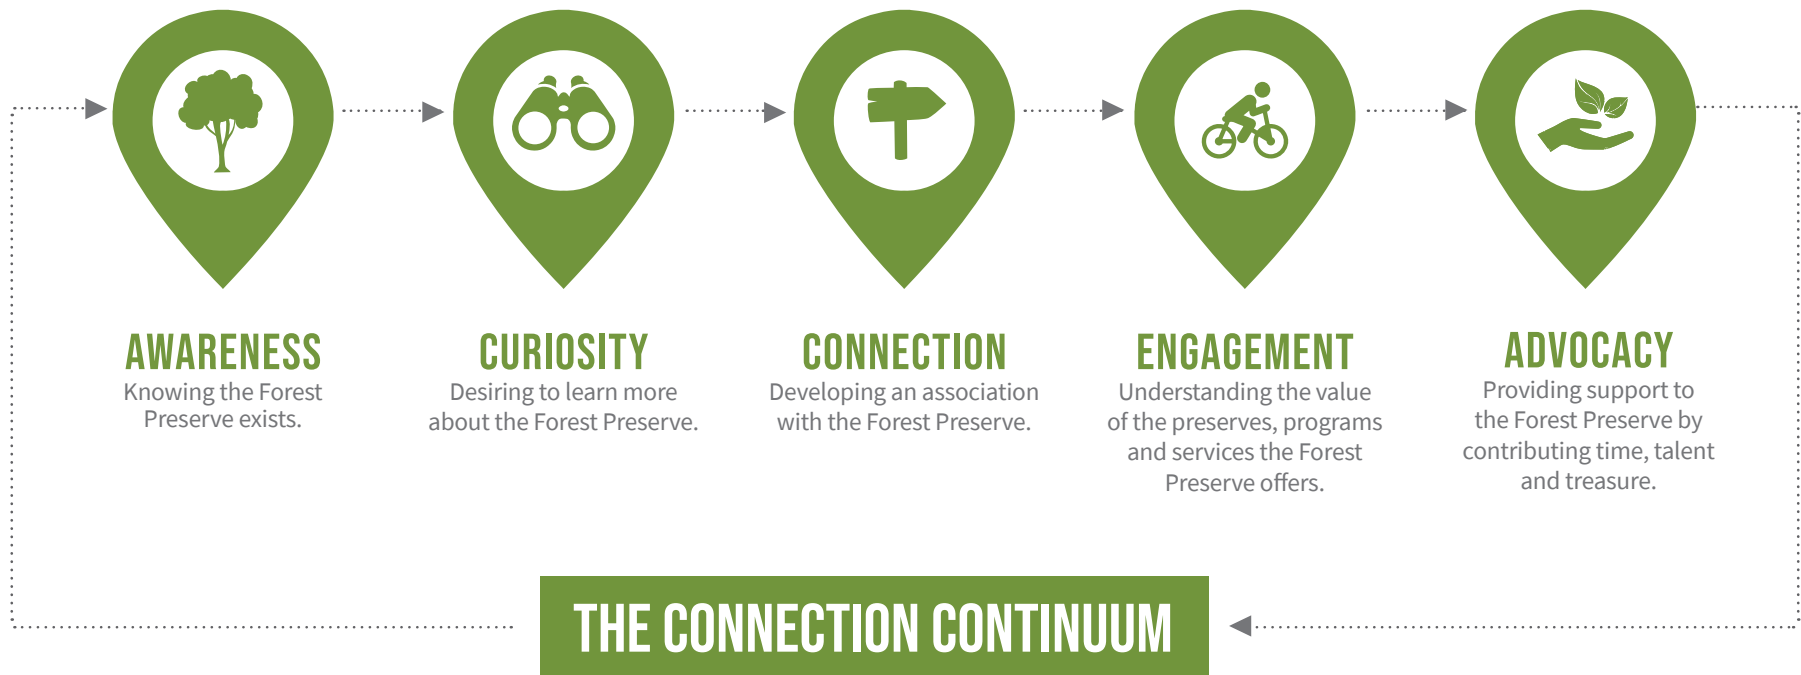 AWARENESS
Knowing the Forest
Preserve exists.
CURIOSITY
Desiring to learn more
about the Forest Preserve.
CONNECTION
Developing an association
with the Forest Preserve.
ENGAGEMENT
Understanding the value
of the preserves, programs
and services the Forest
Preserve offers.
ADVOCACY
Providing support to
the Forest Preserve by
contributing time, talent
and treasure.
THE CONNECTION CONTINUUM